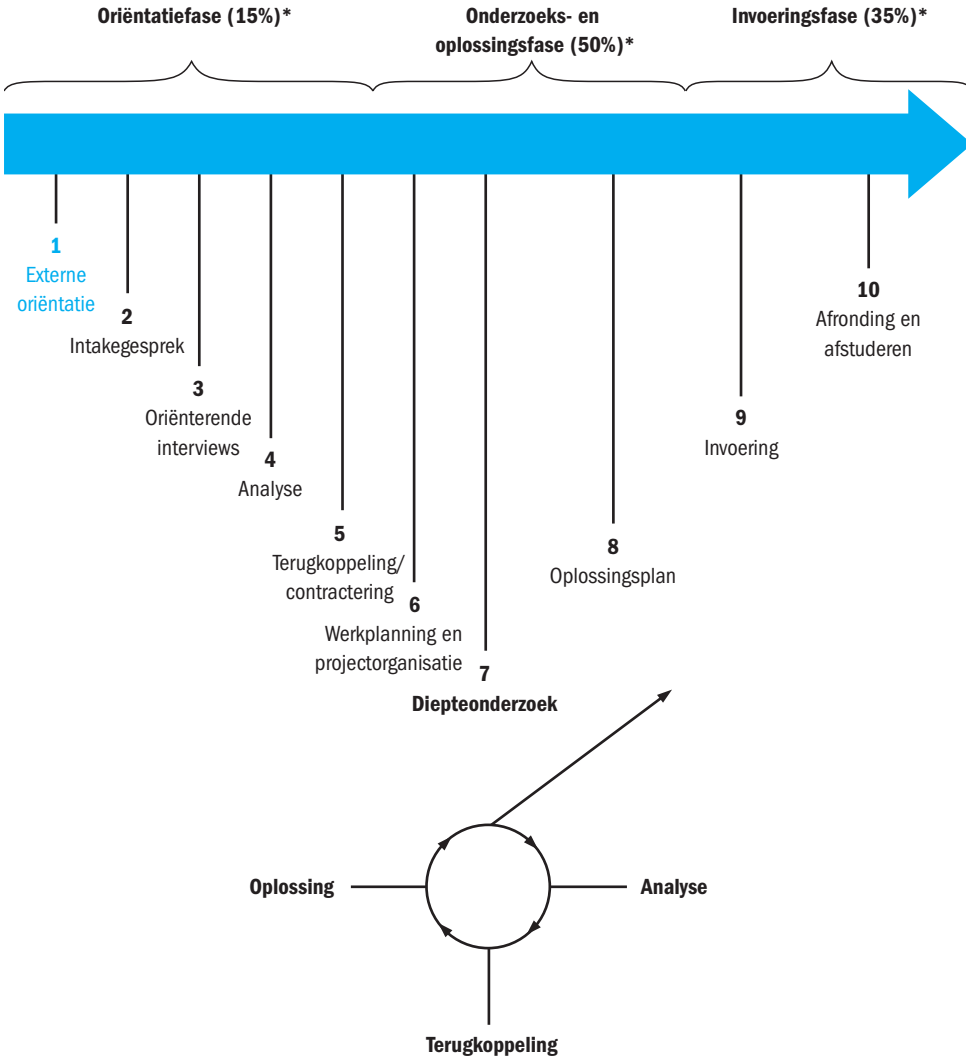 Oriëntatiefase (15%)*
Onderzoeks- en
oplossingsfase (50%)*
Invoeringsfase (35%)*
1
Externe
oriëntatie
2
Intakegesprek
3
Oriënterende
interviews
4
Analyse
5
Terugkoppeling/
contractering
6
Werkplanning en
projectorganisatie
7
Diepteonderzoek
8
Oplossingsplan
9
Invoering
10
Afronding en
afstuderen
Oplossing
Analyse
Terugkoppeling